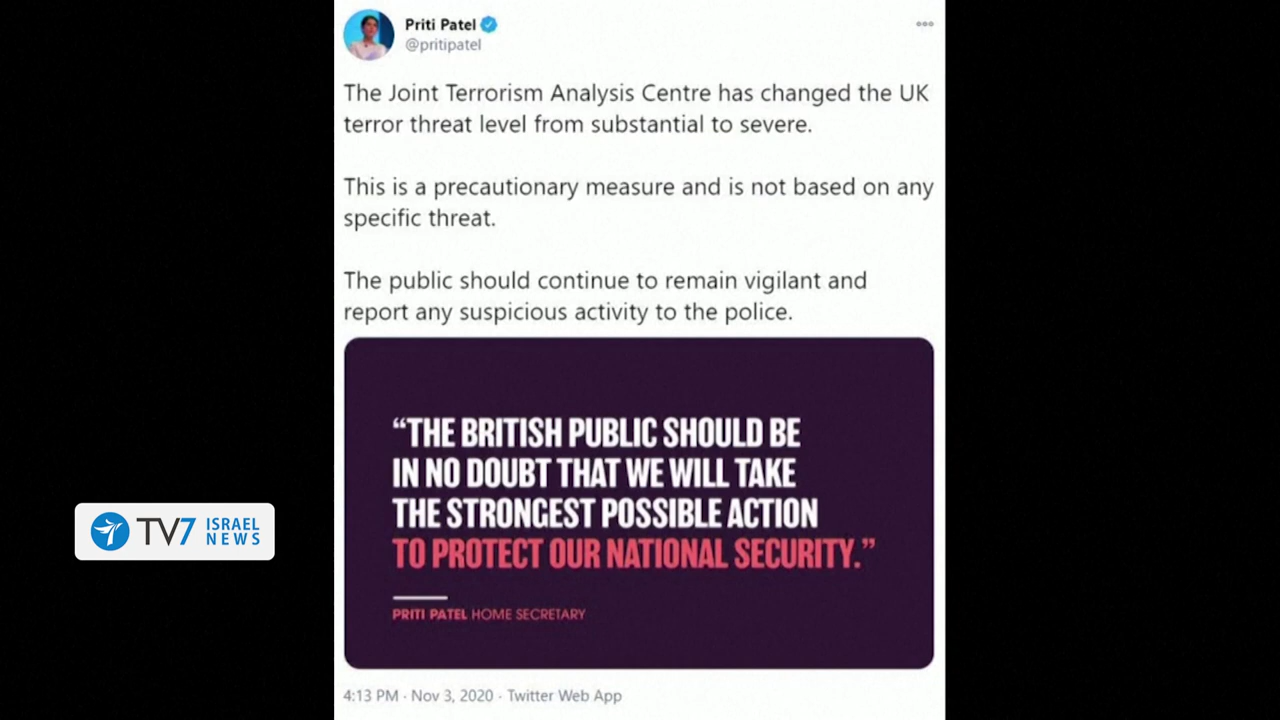 Priti Patel
@pritipatel
The Joint Terrorism Analysis Centre has changed the UK
terror threat level from substantial to severe.
This is a precautionary measure and is not based on any
specific threat.
The public should continue to remain vigilant and
report any suspicious activity to the police.
“THE BRITISH PUBLIC SHOULD BE
IN NO DOUBT THAT WE WILL TAKE
THE STRONGEST POSSIBLE ACTION
TO PROTECT OUR NATIONAL SECURITY.”
PRITI PATEL HOME SECRETARY
4:13 PM · Nov 3, 2020 · Twitter Web App
TV7 ISRAEL
NEWS